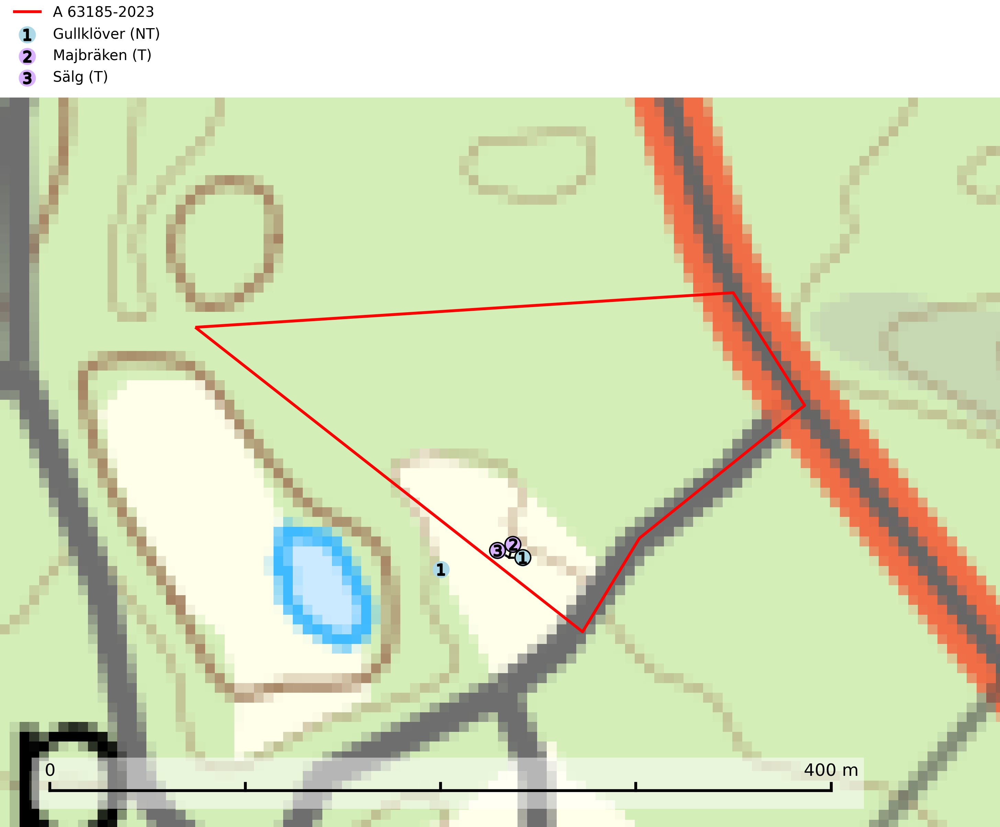 A 63185-2023
1 Gullklöver (NT)
2 Majbräken (T)
3 Sälg (T)
2
3
1
1
0 400 m